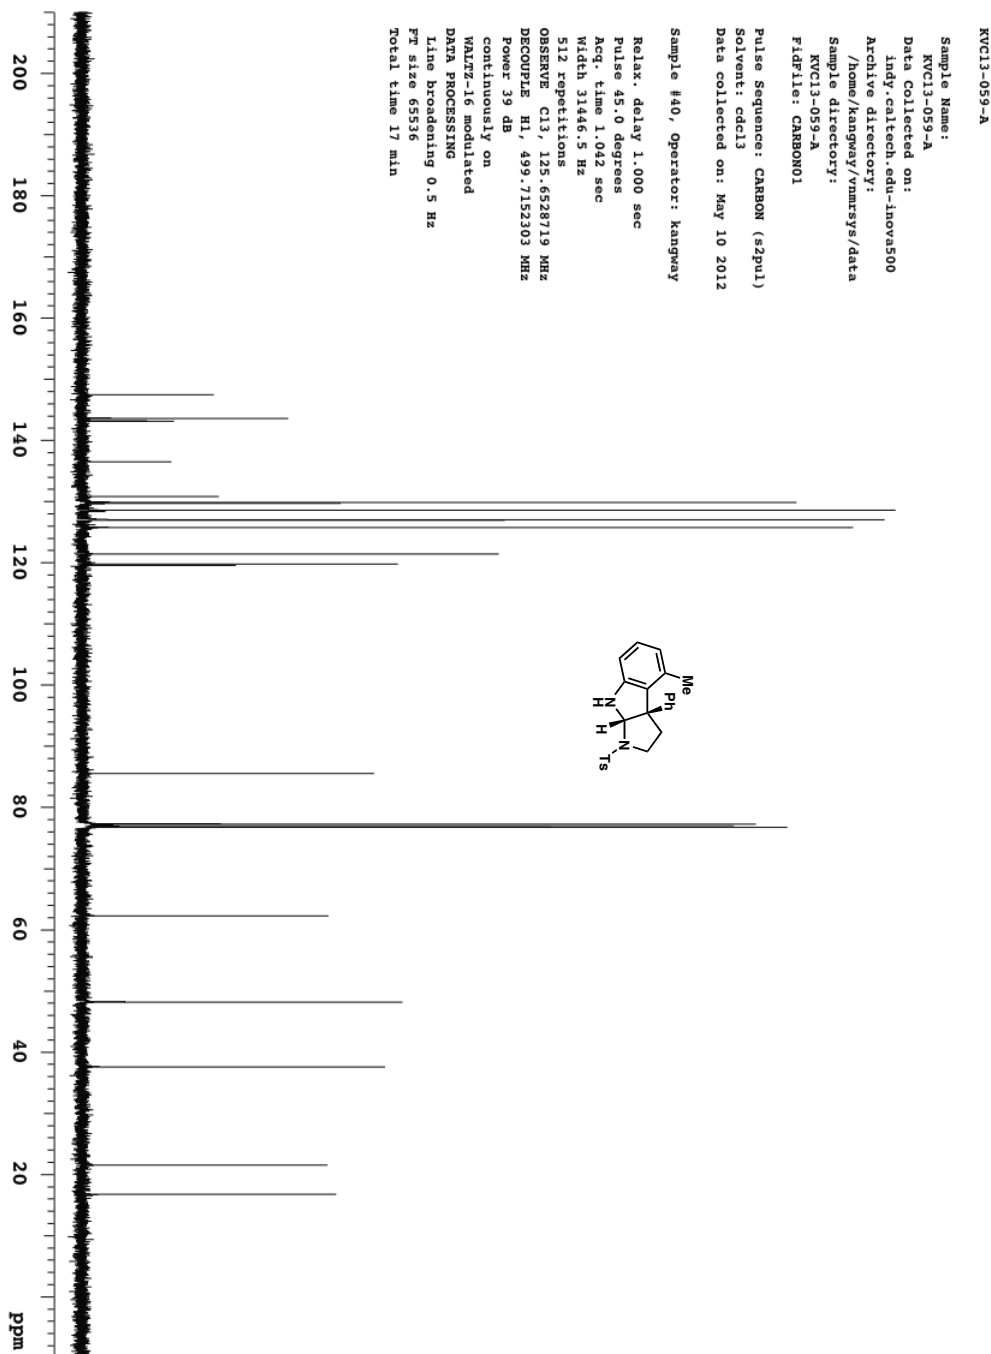 KVC13-059-A
Sample Name:
KVC13-059-A
Data Collected on:
indy.caltech.edu-inova500
Archive directory:
/home/kangway/vnmrsys/data
Sample directory:
KVC13-059-A
FidFile: CARBON01
Pulse Sequence: CARBON (s2pul)
Solvent: cdcl3
Data collected on: May 10 2012
Sample #40, Operator: kangway
Relax. delay 1.000 sec
Pulse 45.0 degrees
Acq. time 1.042 sec
Width 31446.5 Hz
512 repetitions
OBSERVE C13, 125.6528719 MHz
DECOUPLE H1, 499.7152303 MHz
Power 39 dB
continuously on
WALTZ-16 modulated
DATA PROCESSING
Line broadening 0.5 Hz
FT size 65536
Total time 17 min
Me
Ph
N
H
H
N
Ts
200 180 160 140 120 100 80 60 40 20 ppm